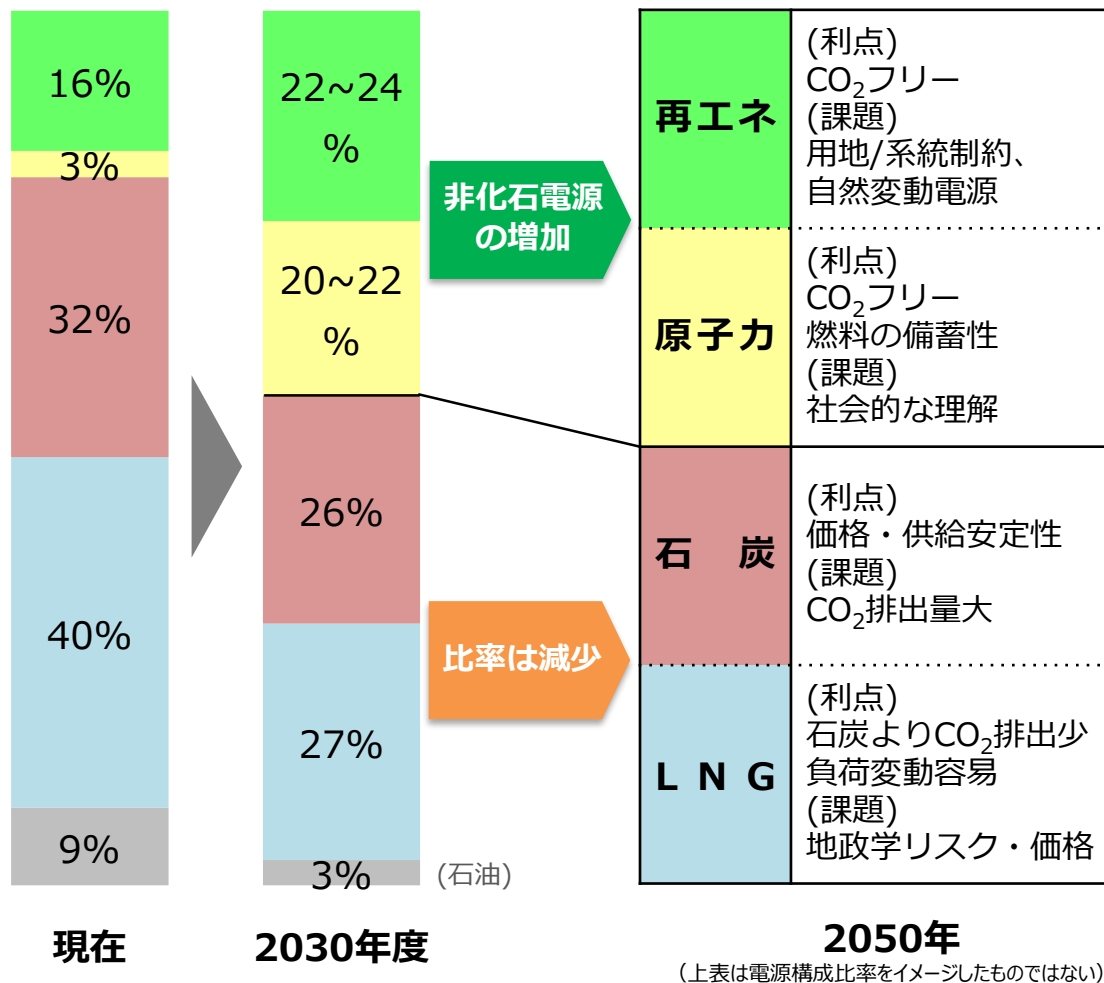 16%
3%
32%
40%
9%
現在
22~24
%
20~22
%
26%
27%
3%
(石油)
2030年度
非化石電源
の増加
比率は減少
再エネ
(利点)
CO₂フリー
(課題)
用地/系統制約、
自然変動電源
原子力
(利点)
CO₂フリー
燃料の備蓄性
(課題)
社会的な理解
石 炭
(利点)
価格・供給安定性
(課題)
CO₂排出量大
L N G
(利点)
石炭よりCO₂排出少
負荷変動容易
(課題)
地政学リスク・価格
2050年
(上表は電源構成比率をイメージしたものではない)